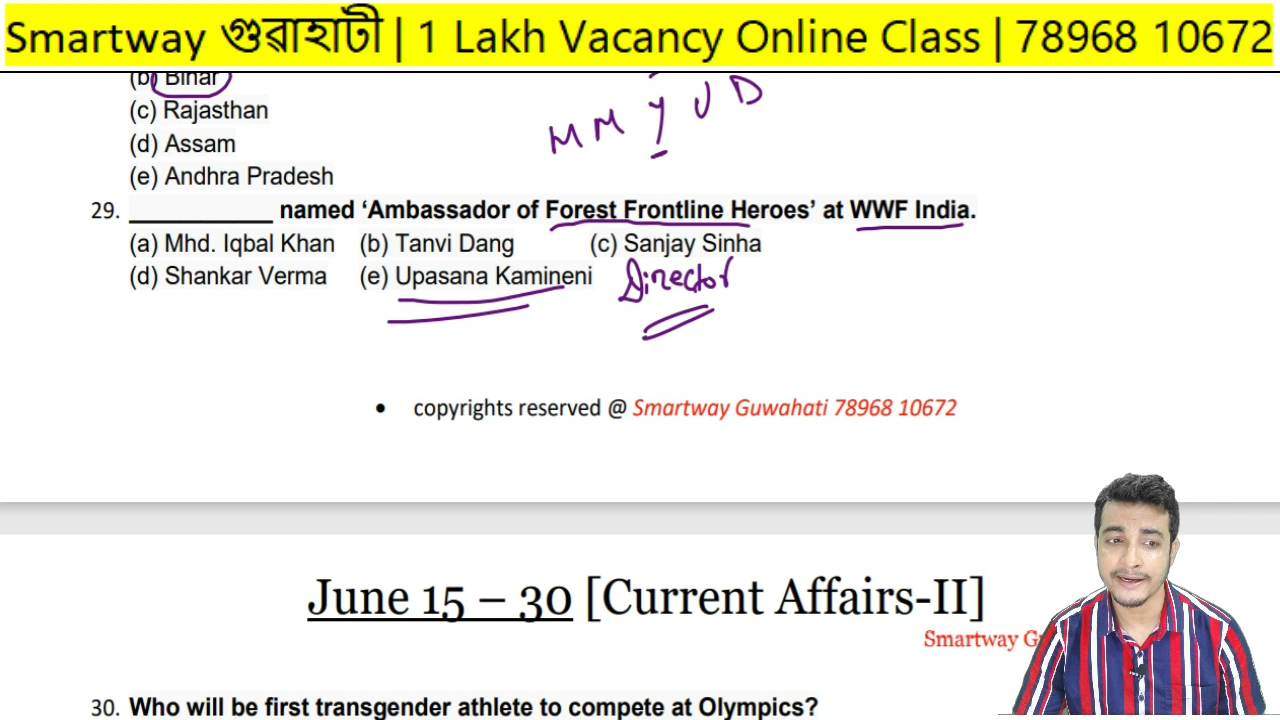 Smartway গুৱাহাটী | 1 Lakh Vacancy Online Class | 78968 10672
(b) Bihar
(c) Rajasthan
(d) Assam
(e) Andhra Pradesh
M M Y U D
29. ___________ named ‘Ambassador of Forest Frontline Heroes’ at WWF India.
(a) Mhd. Iqbal Khan (b) Tanvi Dang (c) Sanjay Sinha
(d) Shankar Verma (e) Upasana Kamineni Director
• copyrights reserved @ Smartway Guwahati 78968 10672
June 15 – 30 [Current Affairs-II]
Smartway
30. Who will be first transgender athlete to compete at Olympics?